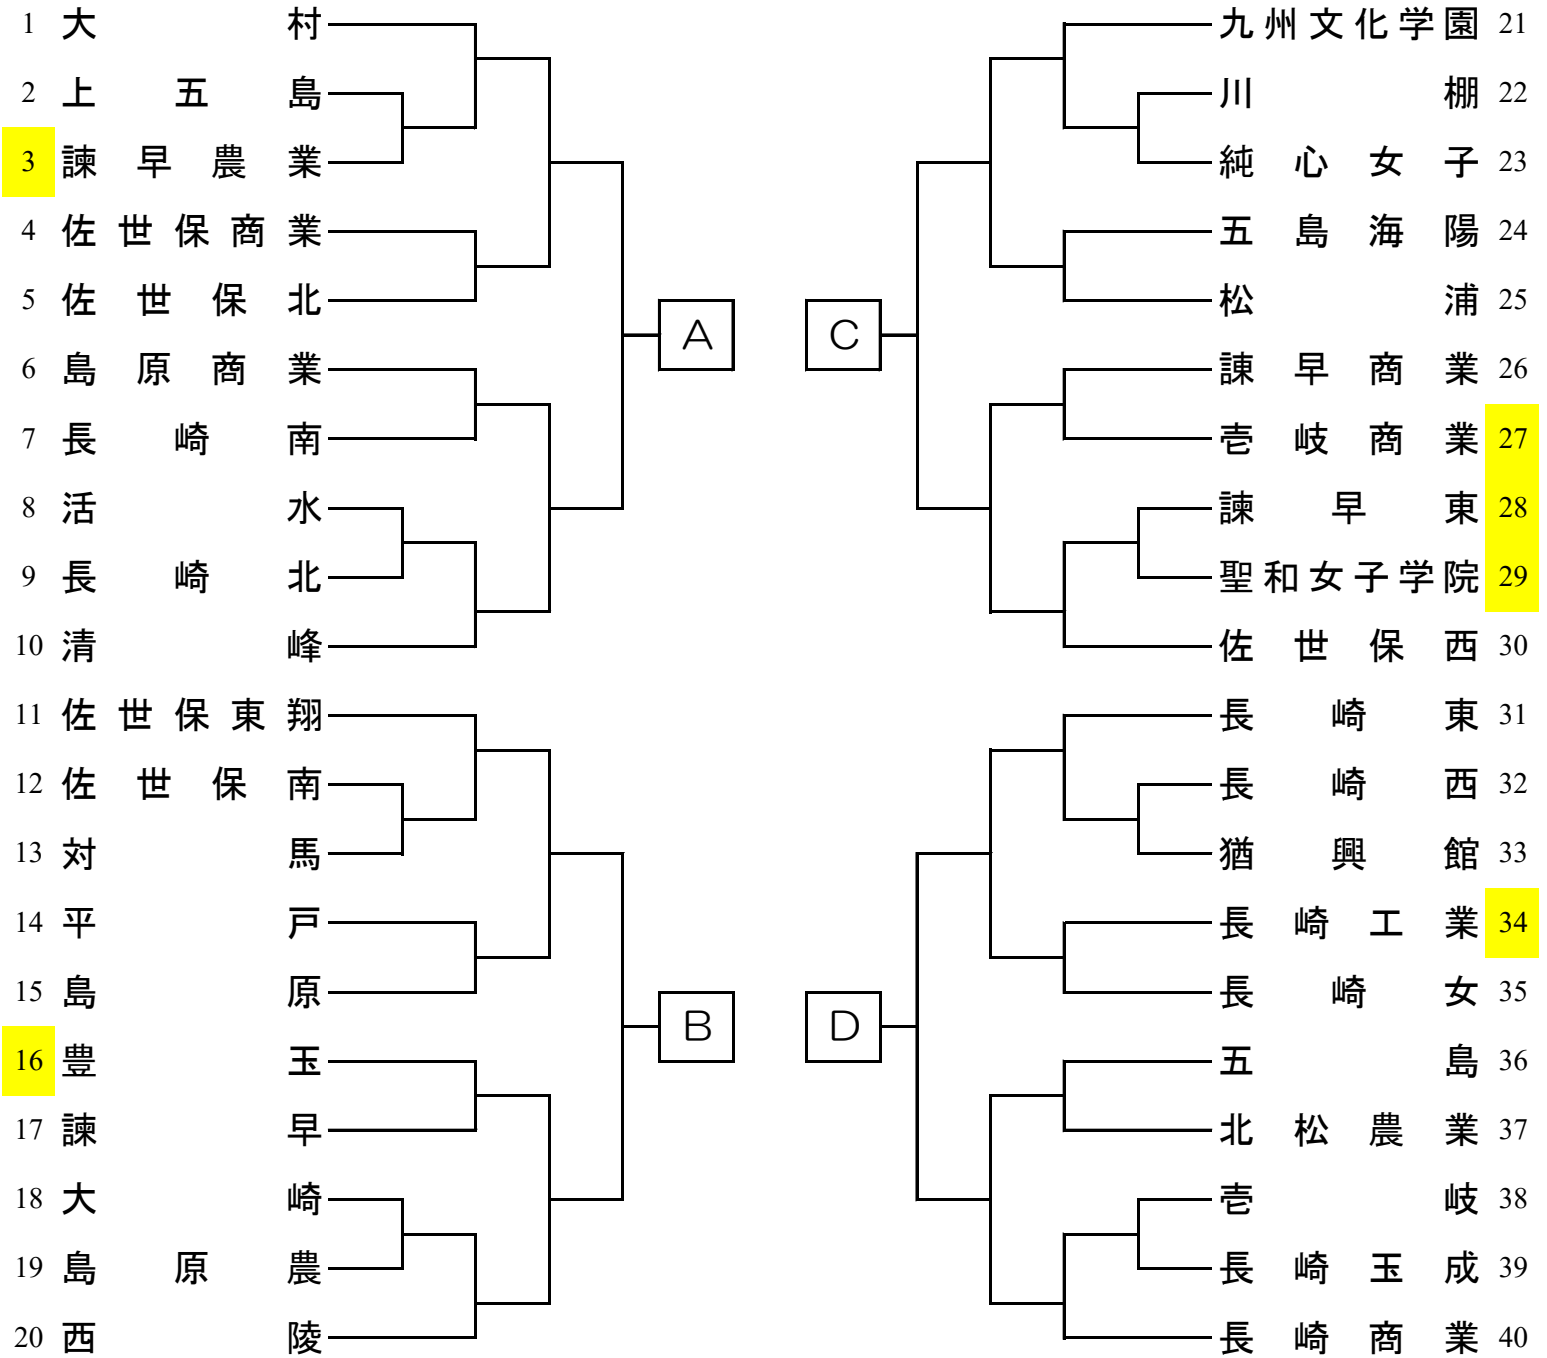 1 大村
2 上五島
3 諫早農業
4 佐世保商業
5 佐世保北
6 島原商業
7 長崎南
8 活水
9 長崎北
10 清峰
A
11 佐世保東翔
12 佐世保南
13 対馬
14 平戸
15 島原
16 豊玉
17 諫早
18 大崎
19 島原農
20 西陵
B
九州文化学園 21
川棚 22
純心女子 23
五島海陽 24
松浦 25
諫早商業 26
壱岐商業 27
諫早東 28
聖和女子学院 29
佐世保西 30
C
長崎東 31
長崎西 32
猶興館 33
長崎工業 34
長崎女 35
五島 36
北松農業 37
壱岐 38
長崎玉成 39
長崎商業 40
D